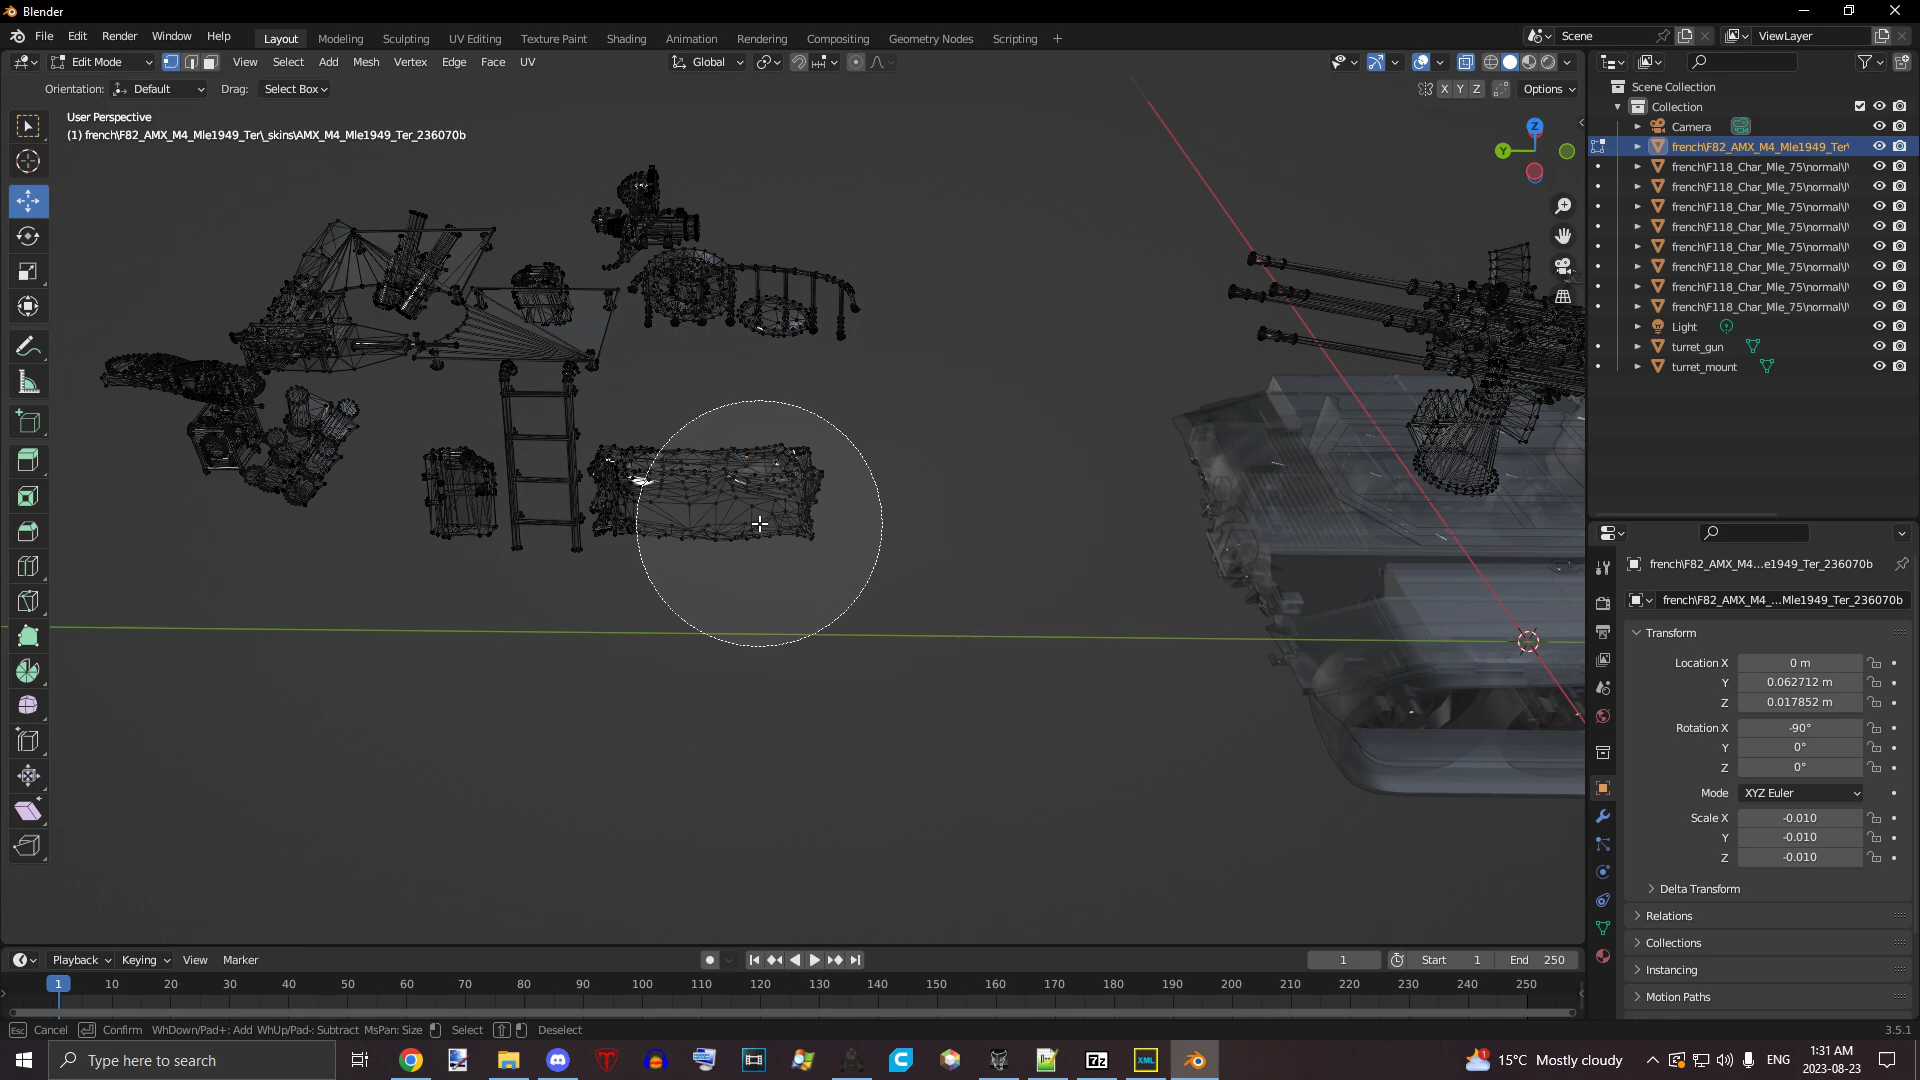 Blender
File Edit Render Window Help
Layout Modeling Sculpting UV Editing Texture Paint Shading Animation Rendering Compositing Geometry Nodes Scripting +
Scene
ViewLayer
Edit Mode View Select Add Mesh Vertex Edge Face UV
Global
Orientation: Default Drag: Select Box
X Y Z Options
User Perspective
(1) french\F82_AMX_M4_Mle1949_Ter\_skins\AMX_M4_Mle1949_Ter_236070b
Z
Y
Scene Collection
Collection
Camera
french\F82_AMX_M4_Mle1949_Ter\
french\F118_Char_Mle_75\normal\l
french\F118_Char_Mle_75\normal\l
french\F118_Char_Mle_75\normal\l
french\F118_Char_Mle_75\normal\l
french\F118_Char_Mle_75\normal\l
french\F118_Char_Mle_75\normal\l
french\F118_Char_Mle_75\normal\l
french\F118_Char_Mle_75\normal\l
Light
turret_gun
turret_mount
french\F82_AMX_M4...e1949_Ter_236070b
french\F82_AMX_M4_...Mle1949_Ter_236070b
Transform
Location X 0 m
Y 0.062712 m
Z 0.017852 m
Rotation X -90°
Y 0°
Z 0°
Mode XYZ Euler
Scale X -0.010
Y -0.010
Z -0.010
Delta Transform
Relations
Collections
Instancing
Motion Paths
Playback Keying View Marker
1 Start 1 End 250
1 10 20 30 40 50 60 70 80 90 100 110 120 130 140 150 160 170 180 190 200 210 220 230 240 250
Esc Cancel Confirm WhDown/Pad+: Add WhUp/Pad-: Subtract MsPan: Size Select Deselect
3.5.1
Type here to search
7z
XML
1
15°C Mostly cloudy
ENG
1:31 AM
2023-08-23